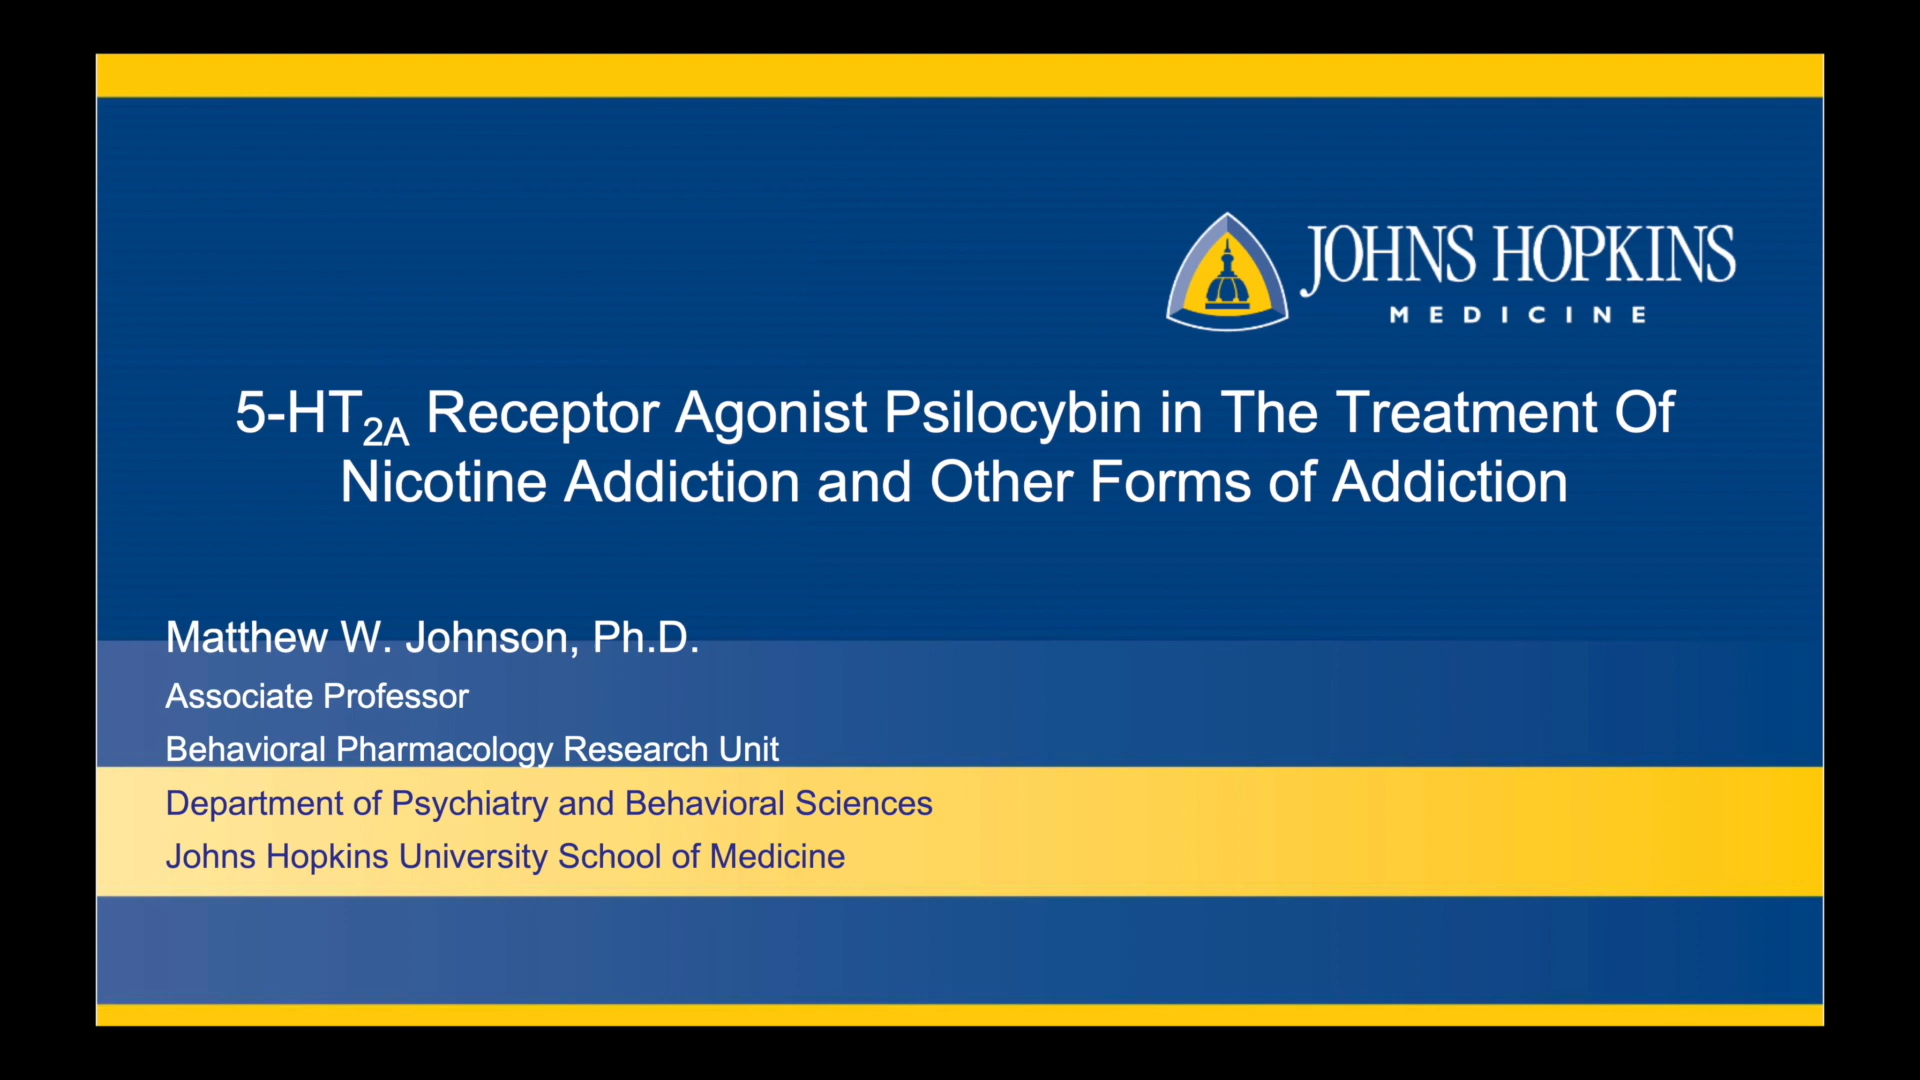 JOHNS HOPKINS
MEDICINE
5-HT2A Receptor Agonist Psilocybin in The Treatment Of
Nicotine Addiction and Other Forms of Addiction
Matthew W. Johnson, Ph.D.
Associate Professor
Behavioral Pharmacology Research Unit
Department of Psychiatry and Behavioral Sciences
Johns Hopkins University School of Medicine